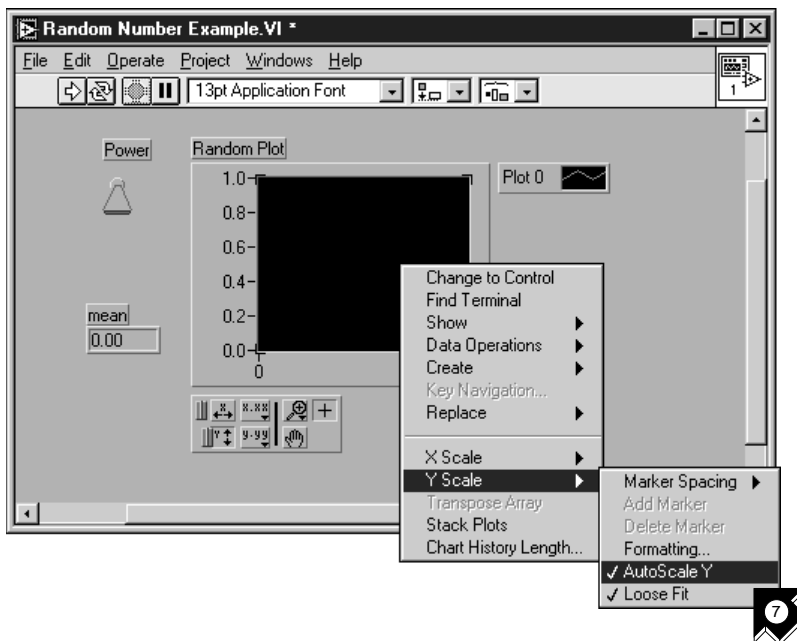 Random Number Example.VI *
File Edit Operate Project Windows Help
13pt Application Font
1
Power
Random Plot
Plot 0
1.0
0.8
0.6
0.4
0.2
0.0
0
mean
0.00
X
x.xx
Y
y.yy
Change to Control
Find Terminal
Show
Data Operations
Create
Key Navigation...
Replace
X Scale
Y Scale
Transpose Array
Stack Plots
Chart History Length...
Marker Spacing
Add Marker
Delete Marker
Formatting...
✓ AutoScale Y
✓ Loose Fit
7